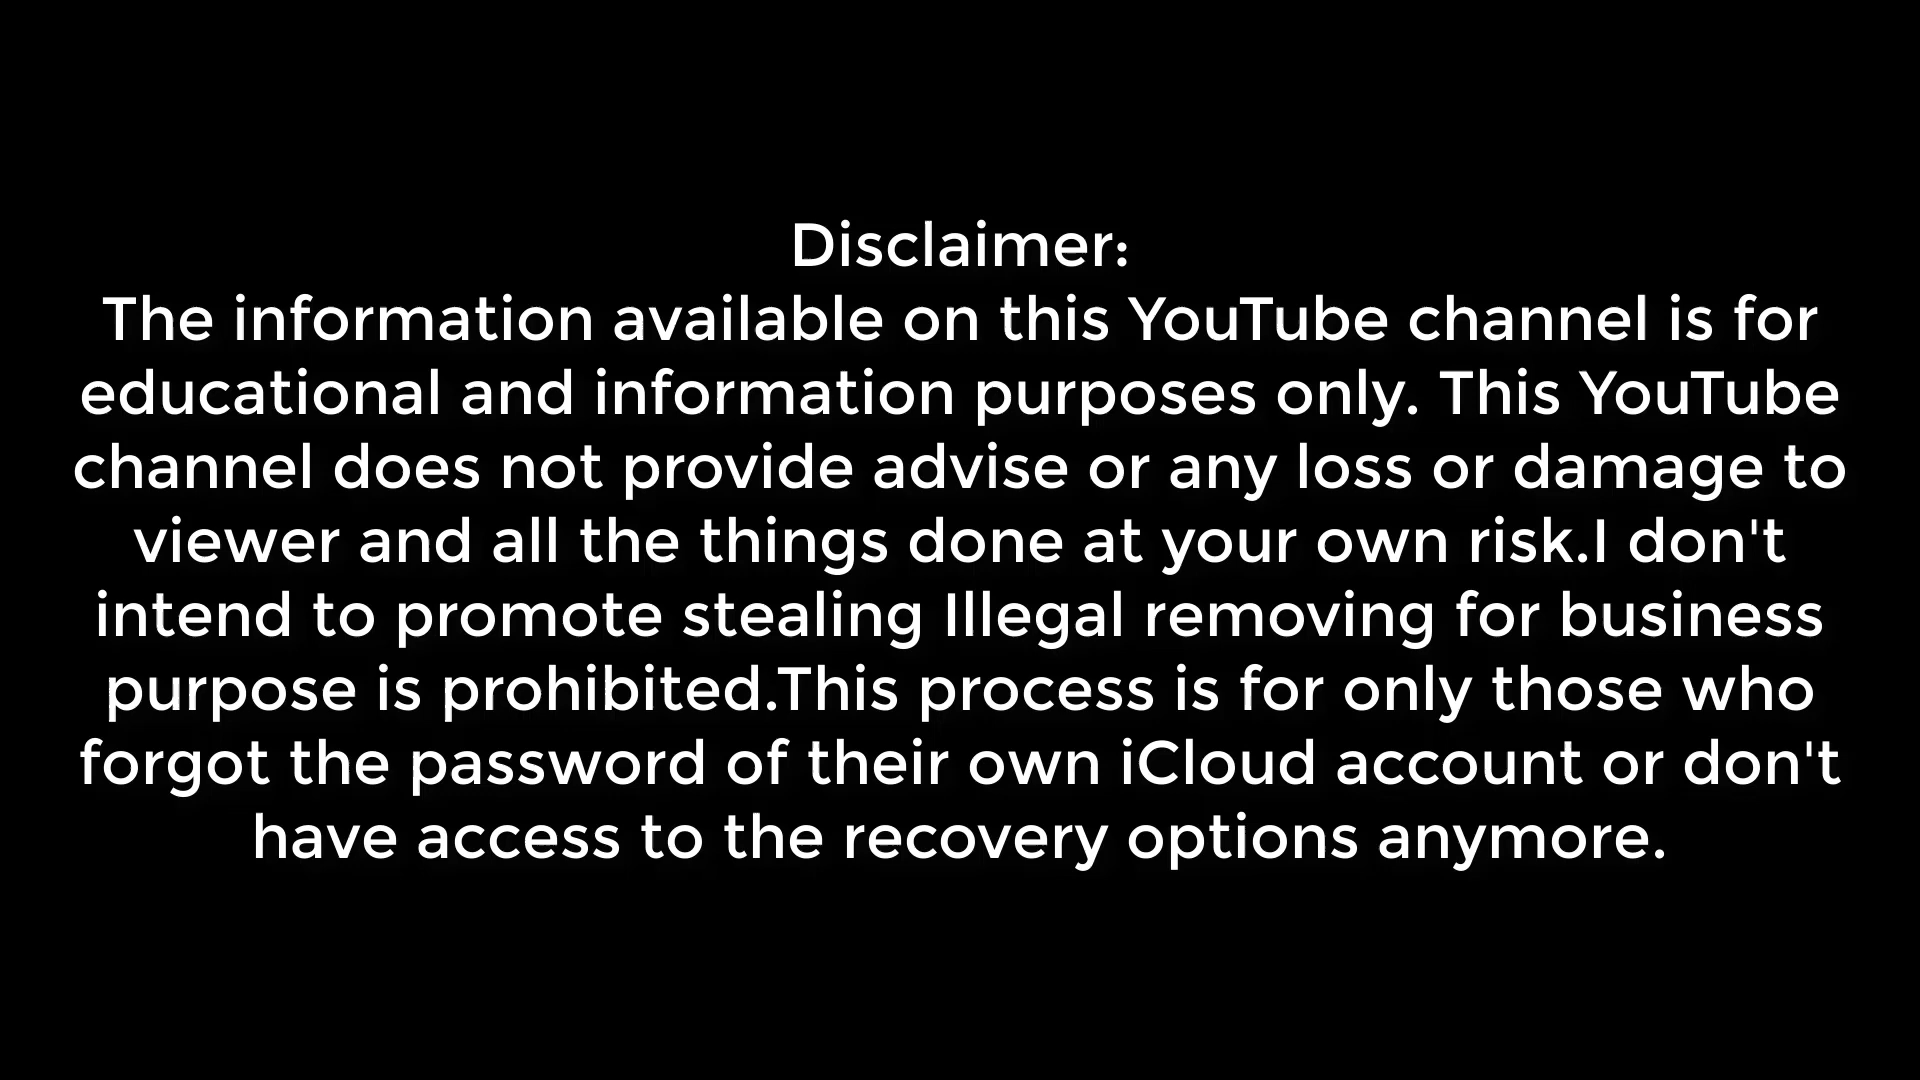 Disclaimer:
The information available on this YouTube channel is for
educational and information purposes only. This YouTube
channel does not provide advise or any loss or damage to
viewer and all the things done at your own risk.I don't
intend to promote stealing Illegal removing for business
purpose is prohibited.This process is for only those who
forgot the password of their own iCloud account or don't
have access to the recovery options anymore.